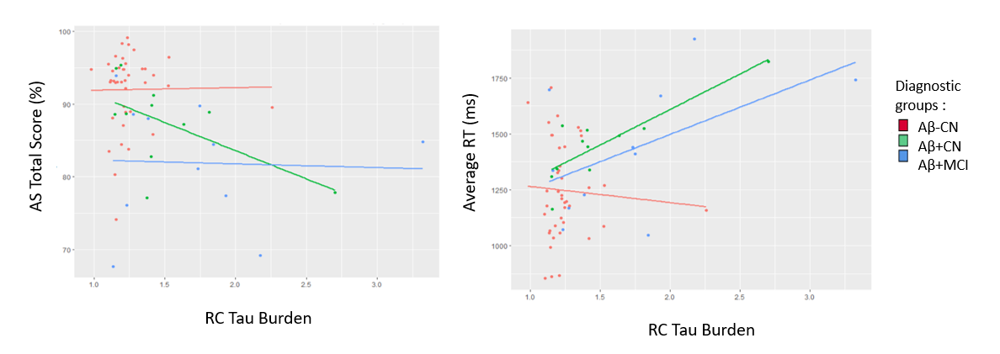 AS Total Score (%)
100
90
80
70
1.0 1.5 2.0 2.5 3.0
RC Tau Burden
Average RT (ms)
1750
1500
1250
1000
1.0 1.5 2.0 2.5 3.0
RC Tau Burden
Diagnostic
groups :
Aβ-CN
Aβ+CN
Aβ+MCI